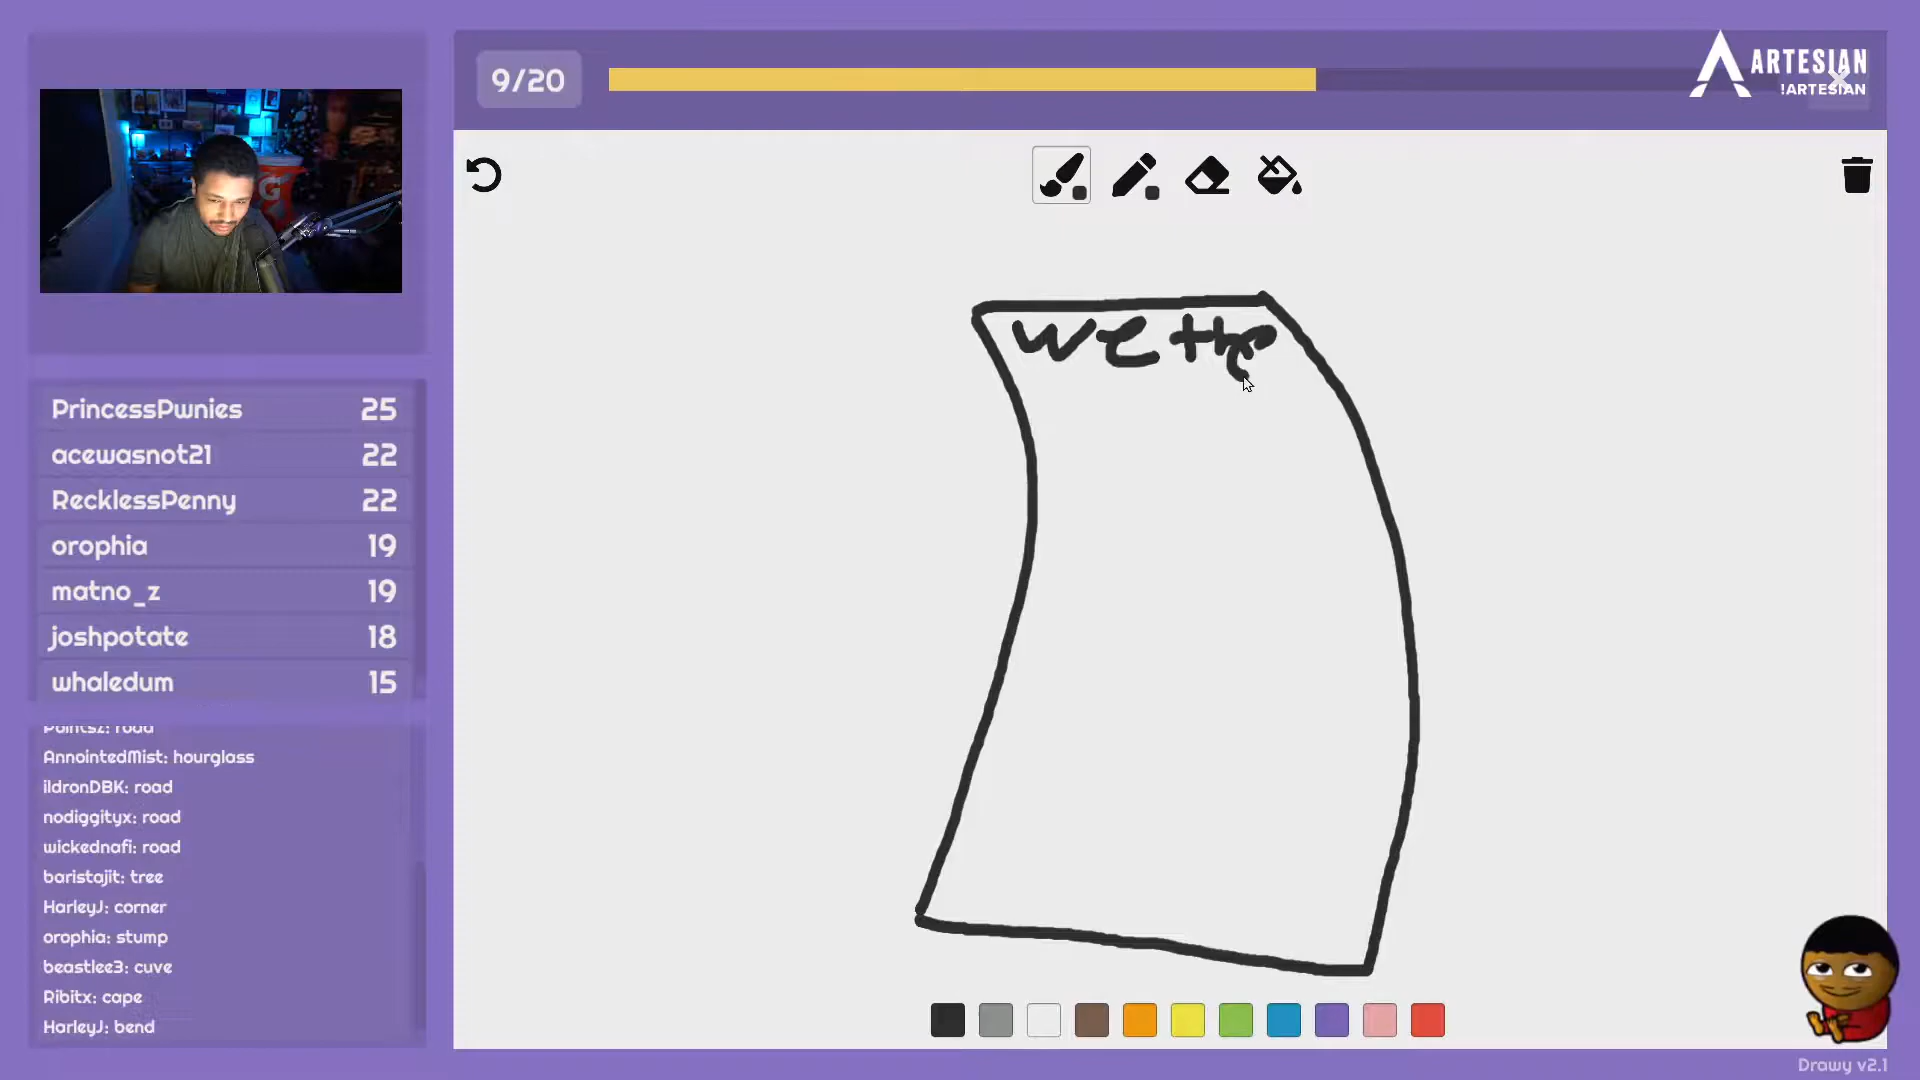 9/20
ARTESIAN
!ARTESIAN
we the
PrincessPwnies 25
acewasnot21 22
RecklessPenny 22
orophia 19
matno_z 19
joshpotate 18
whaledum 15
Pointsz: road
AnnointedMist: hourglass
ildronDBK: road
nodiggityx: road
wickednafi: road
baristajit: tree
HarleyJ: corner
orophia: stump
beastlee3: cuve
Ribitx: cape
HarleyJ: bend
Drawy v2.1
G